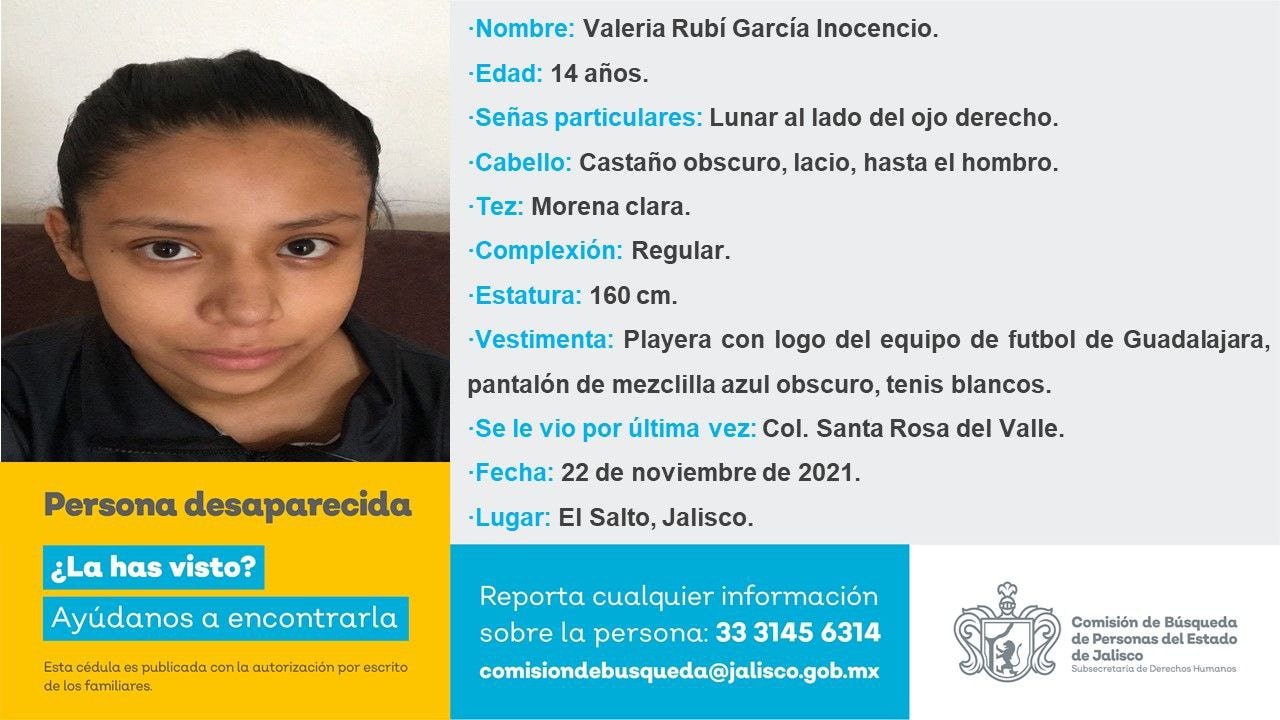 ·Nombre: Valeria Rubí García Inocencio.
·Edad: 14 años.
·Señas particulares: Lunar al lado del ojo derecho.
·Cabello: Castaño obscuro, lacio, hasta el hombro.
·Tez: Morena clara.
·Complexión: Regular.
·Estatura: 160 cm.
·Vestimenta: Playera con logo del equipo de futbol de Guadalajara,
pantalón de mezclilla azul obscuro, tenis blancos.
·Se le vio por última vez: Col. Santa Rosa del Valle.
·Fecha: 22 de noviembre de 2021.
·Lugar: El Salto, Jalisco.
Persona desaparecida
¿La has visto?
Ayúdanos a encontrarla
Esta cédula es publicada con la autorización por escrito
de los familiares.
Reporta cualquier información
sobre la persona: 33 3145 6314
comisiondebusqueda@jalisco.gob.mx
Comisión de Búsqueda
de Personas del Estado
de Jalisco
Subsecretaría de Derechos Humanos